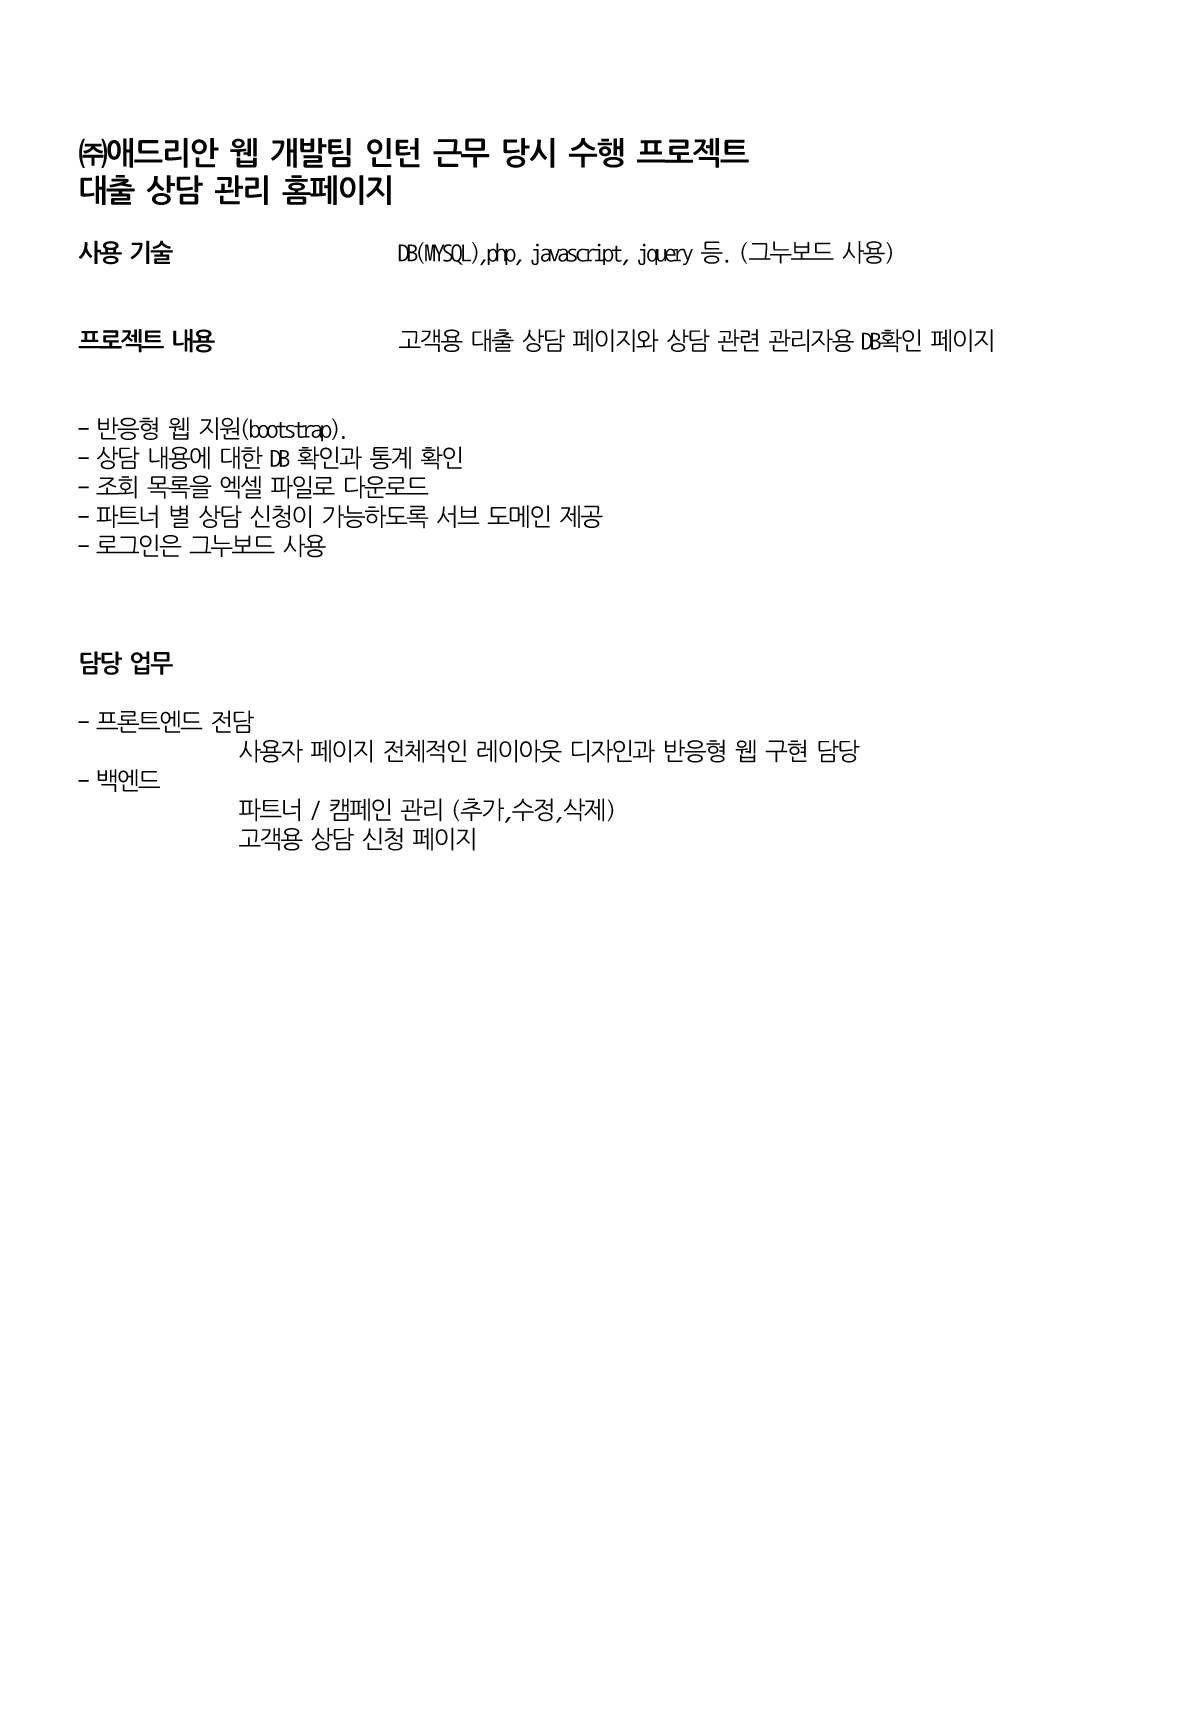 ㈜애드리안 웹 개발팀 인턴 근무 당시 수행 프로젝트
대출 상담 관리 홈페이지
사용 기술 DB(MYSQL),php, javascript, jquery 등. (그누보드 사용)
프로젝트 내용 고객용 대출 상담 페이지와 상담 관련 관리자용 DB확인 페이지
- 반응형 웹 지원(bootstrap).
- 상담 내용에 대한 DB 확인과 통계 확인
- 조회 목록을 엑셀 파일로 다운로드
- 파트너 별 상담 신청이 가능하도록 서브 도메인 제공
- 로그인은 그누보드 사용
담당 업무
- 프론트엔드 전담
사용자 페이지 전체적인 레이아웃 디자인과 반응형 웹 구현 담당
- 백엔드
파트너 / 캠페인 관리 (추가,수정,삭제)
고객용 상담 신청 페이지